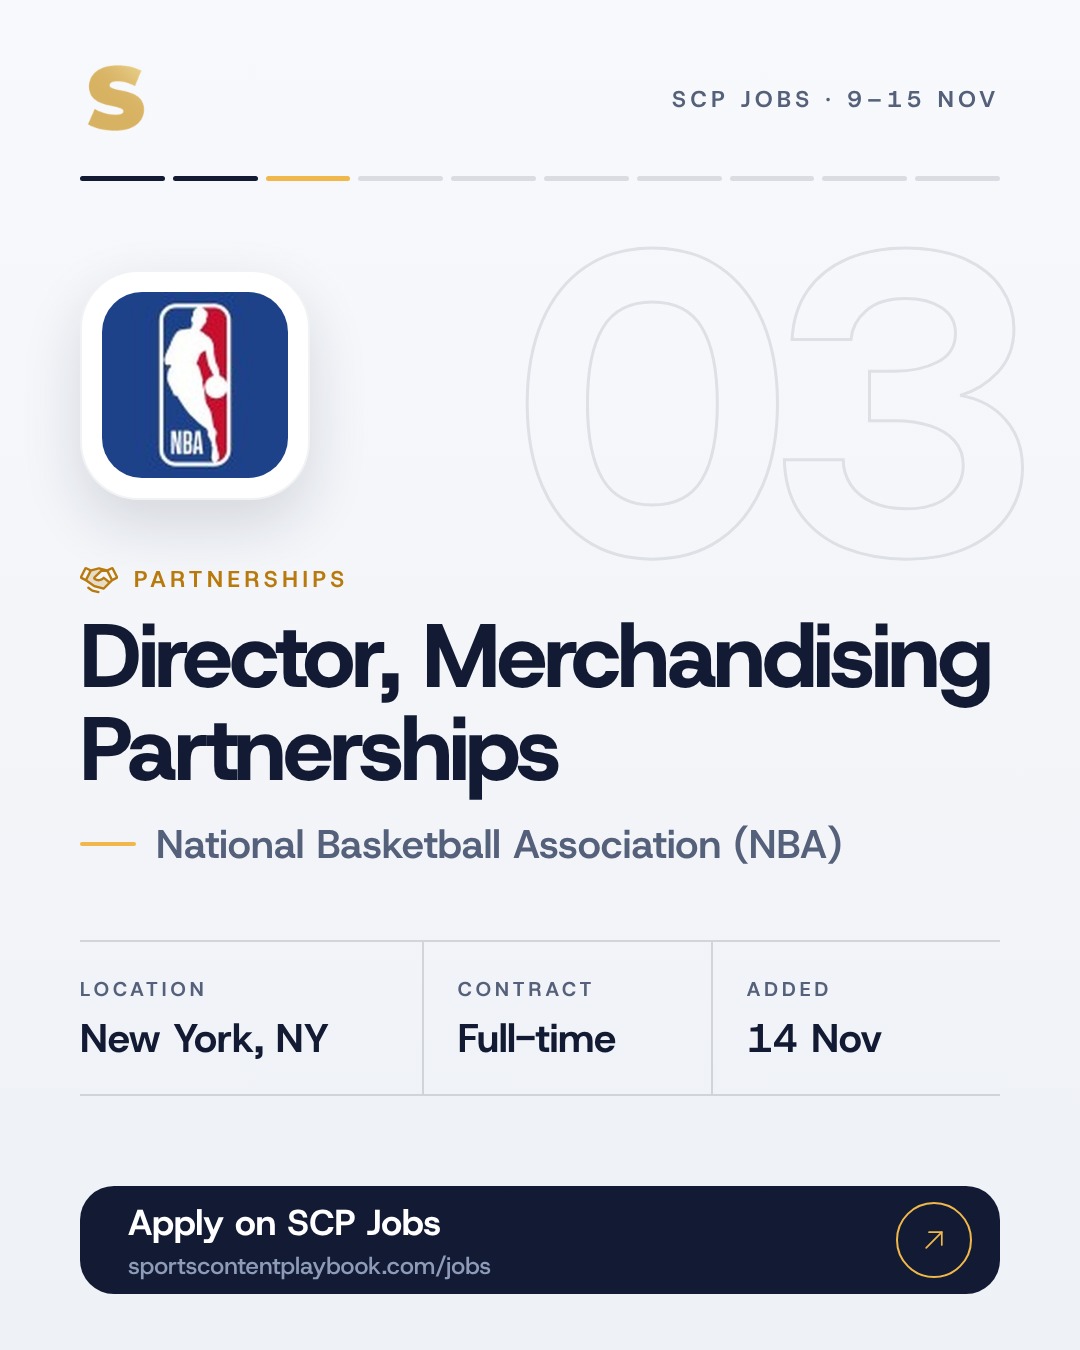 S
SCP JOBS · 9–15 NOV
03
NBA
PARTNERSHIPS
Director, Merchandising
Partnerships
National Basketball Association (NBA)
LOCATION
New York, NY
CONTRACT
Full-time
ADDED
14 Nov
Apply on SCP Jobs
sportscontentplaybook.com/jobs